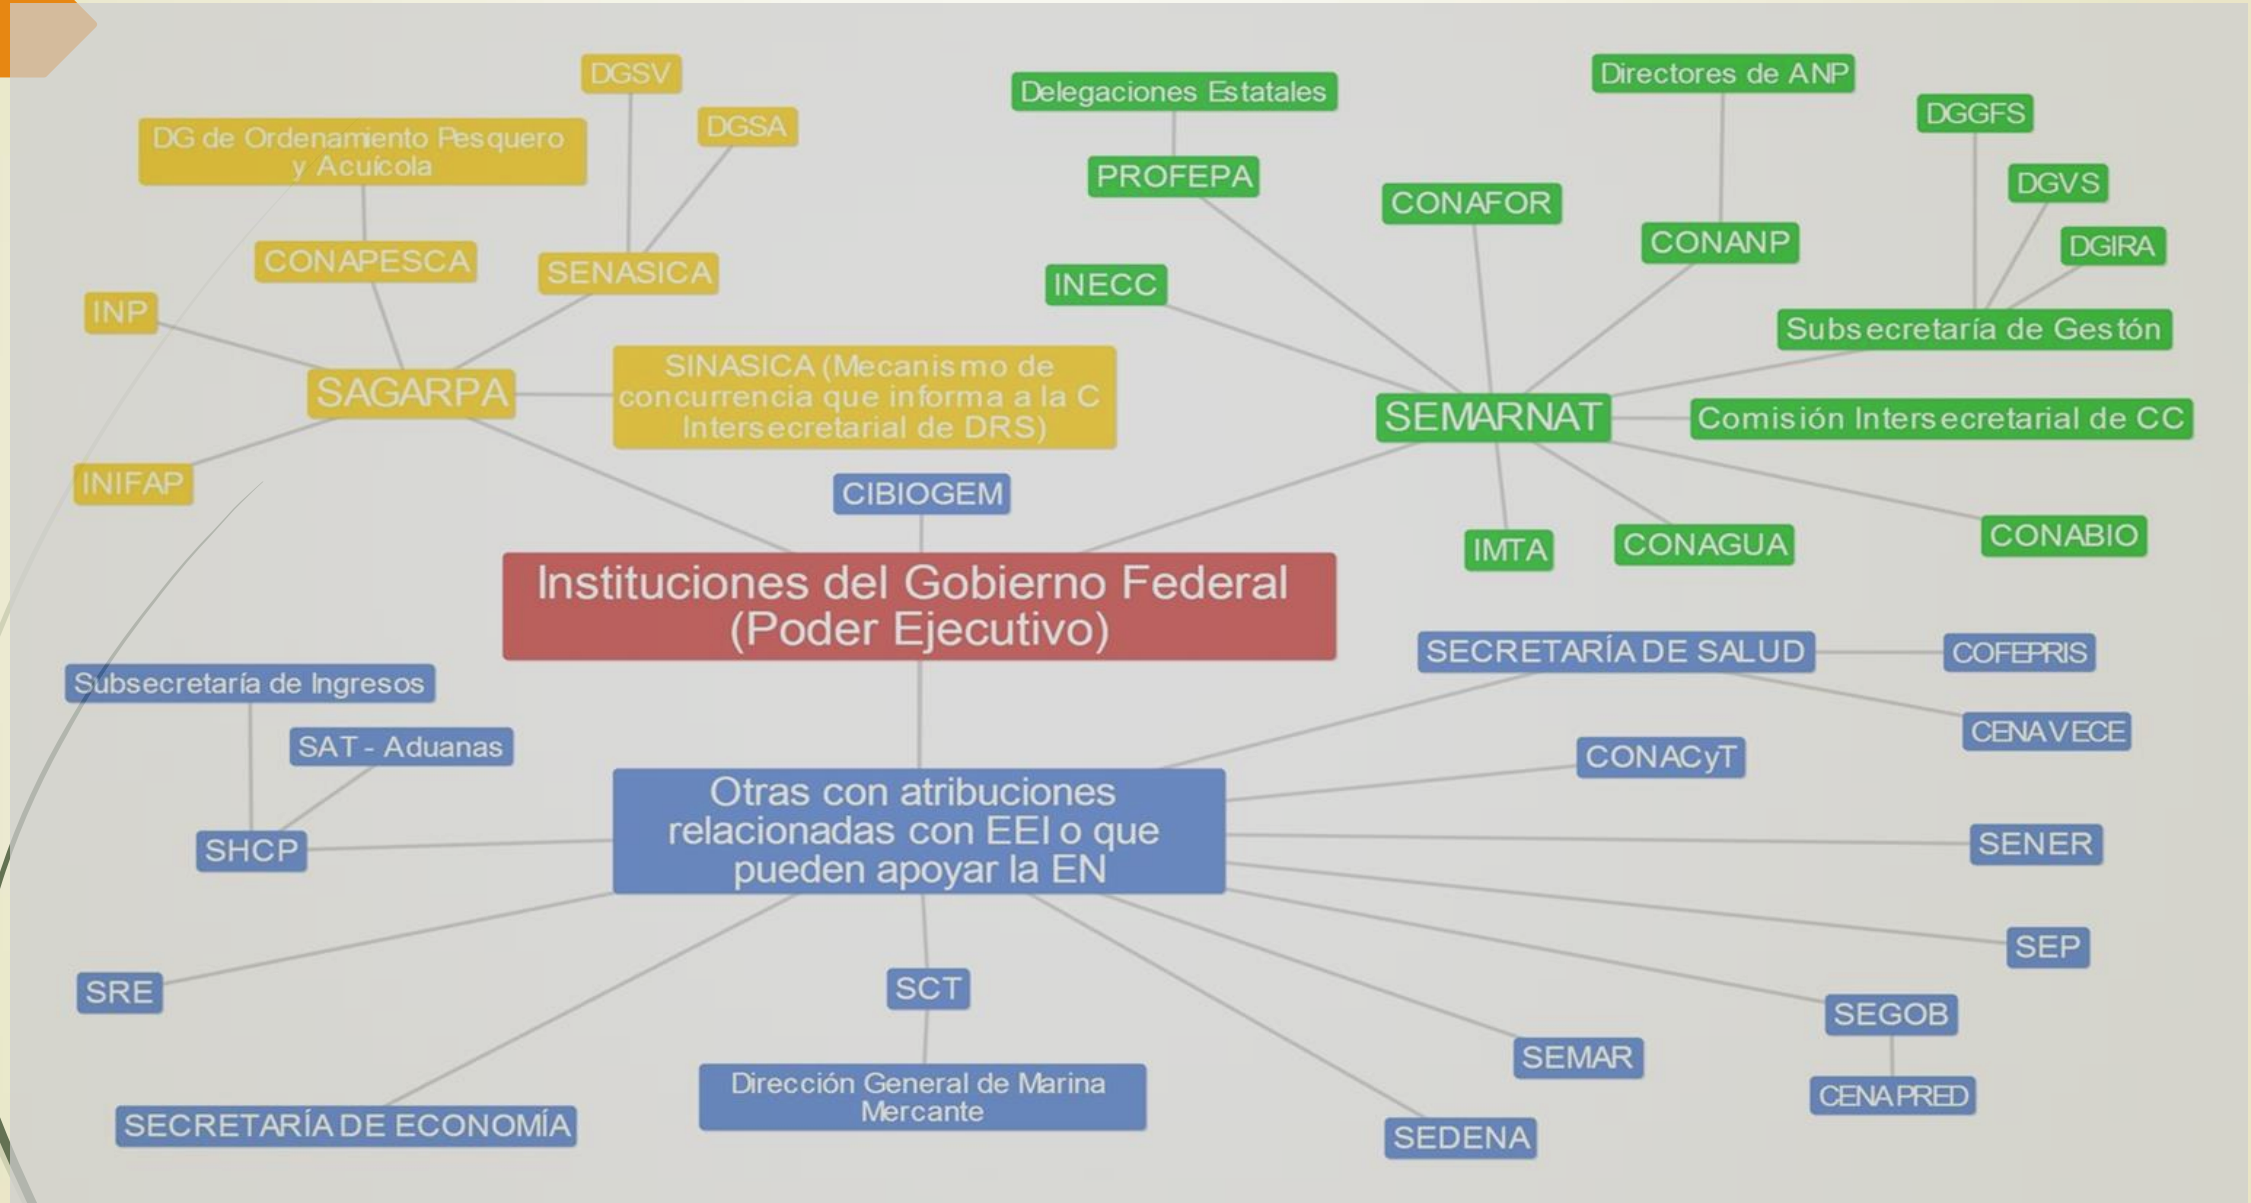 DGSV
Directores de ANP
Delegaciones Estatales
DGGFS
DGSA
DG de Ordenamiento Pesquero
y Acuícola
PROFEPA
DGVS
CONAFOR
CONANP
DGIRA
CONAPESCA
SENASICA
INECC
INP
Subsecretaría de Gestón
SINASICA (Mecanismo de
concurrencia que informa a la C
Intersecretarial de DRS)
SAGARPA
SEMARNAT
Comisión Intersecretarial de CC
INIFAP
CIBIOGEM
IMTA
CONAGUA
CONABIO
Instituciones del Gobierno Federal
(Poder Ejecutivo)
SECRETARÍA DE SALUD
COFEPRIS
Subsecretaría de Ingresos
CENAVECE
SAT - Aduanas
CONACyT
Otras con atribuciones
relacionadas con EEI o que
pueden apoyar la EN
SHCP
SENER
SEP
SRE
SCT
SEGOB
SEMAR
Dirección General de Marina
Mercante
CENAPRED
SECRETARÍA DE ECONOMÍA
SEDENA